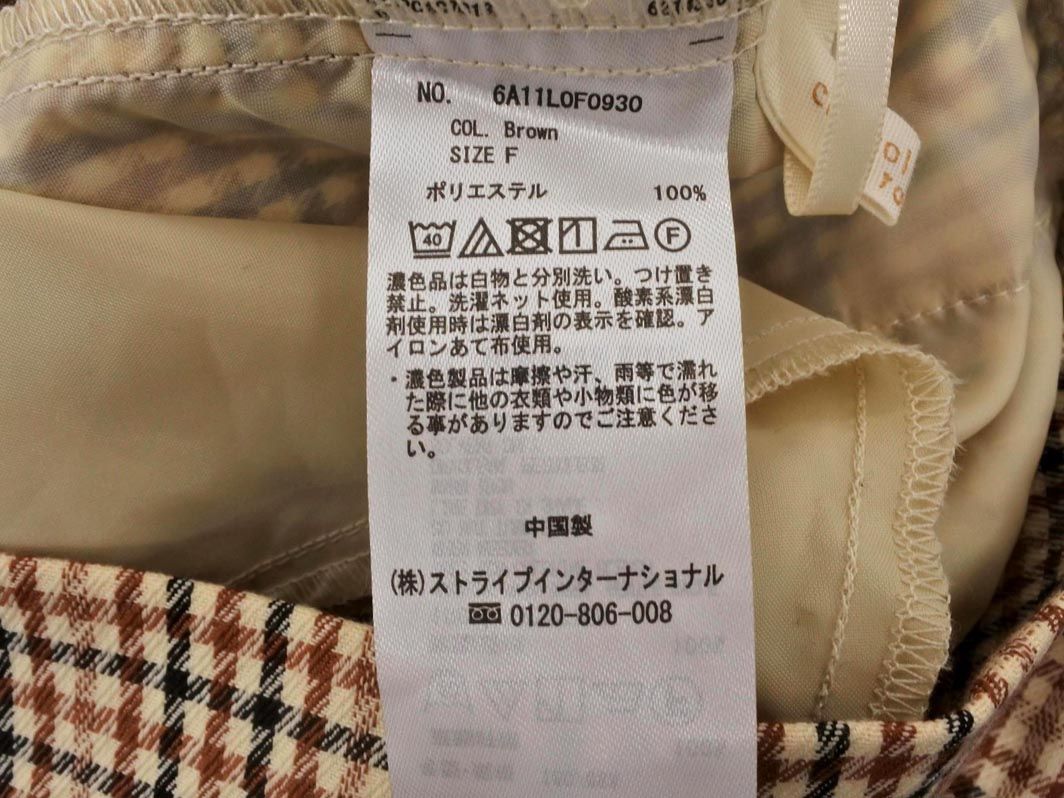 NO. 6A11L0F0930
COL. Brown
SIZE F
ポリエステル 100%
40 F
濃色品は白物と分別洗い。つけ置き
禁止。洗濯ネット使用。酸素系漂白
剤使用時は漂白剤の表示を確認。ア
イロンあて布使用。
・濃色製品は摩擦や汗、雨等で濡れ
た際に他の衣類や小物類に色が移
る事がありますのでご注意くださ
い。
中国製
(株)ストライプインターナショナル
0120-806-008